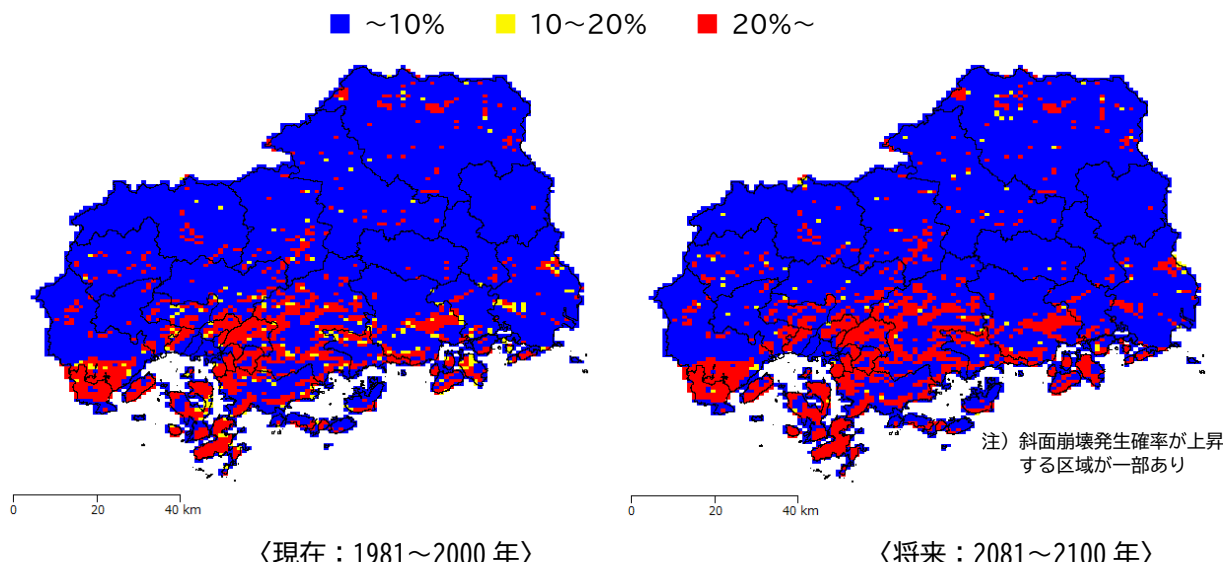 ~10% 10~20% 20%~
注）斜面崩壊発生確率が上昇
する区域が一部あり
0 20 40 km
0 20 40 km
〈現在：1981～2000 年〉
〈将来：2081～2100 年〉